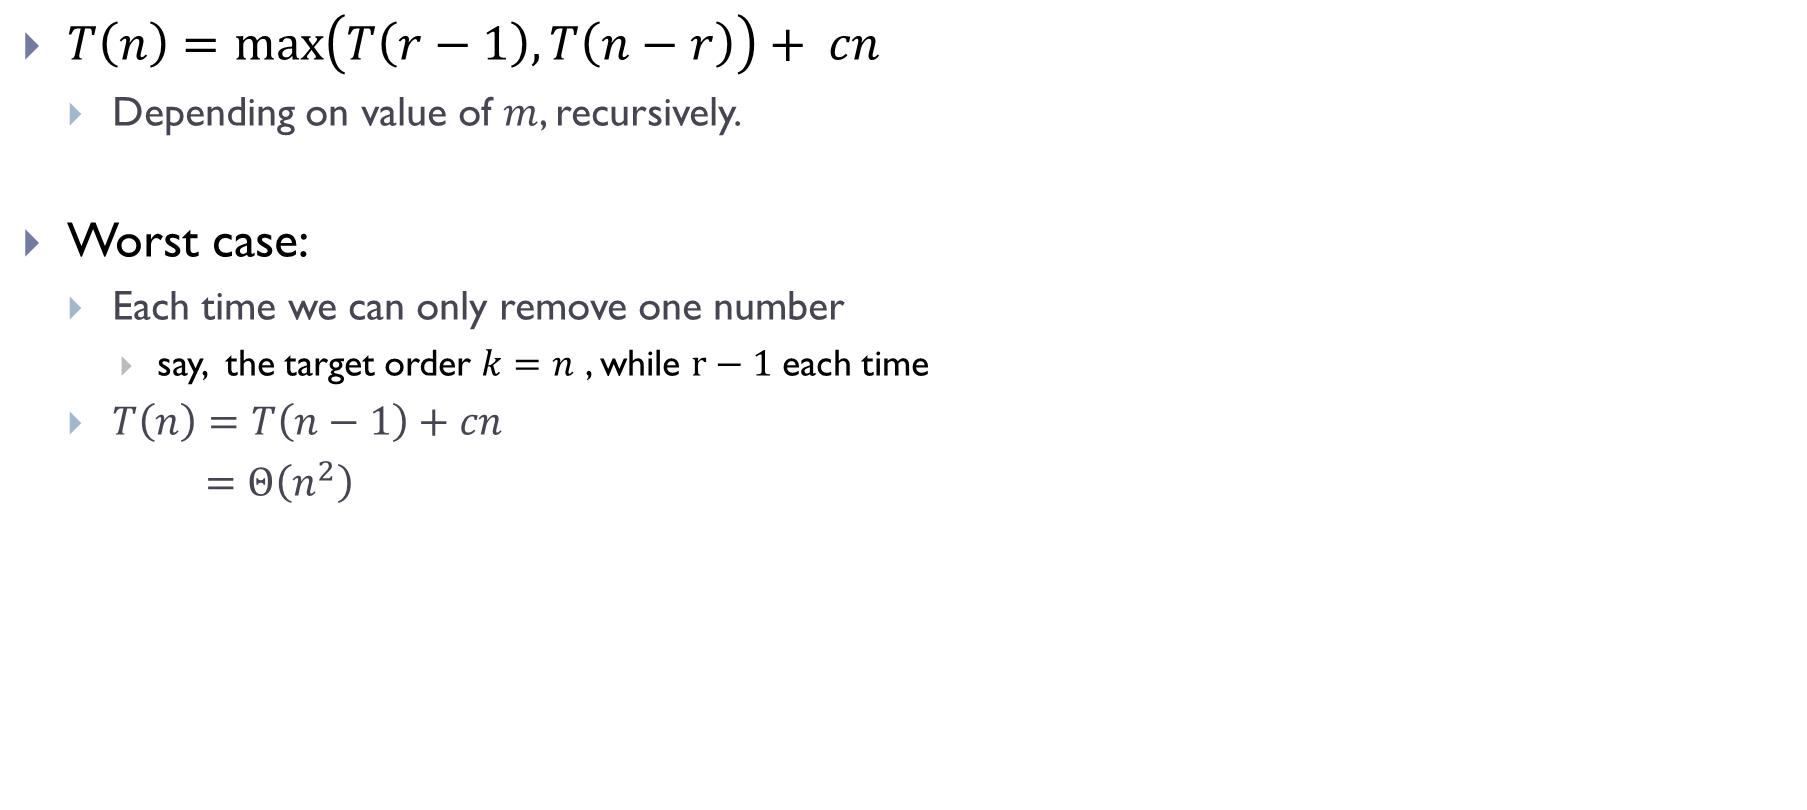 T(n) = max(T(r − 1), T(n − r)) + cn
Depending on value of m, recursively.
Worst case:
Each time we can only remove one number
say, the target order k = n , while r − 1 each time
T(n) = T(n − 1) + cn
= Θ(n²)